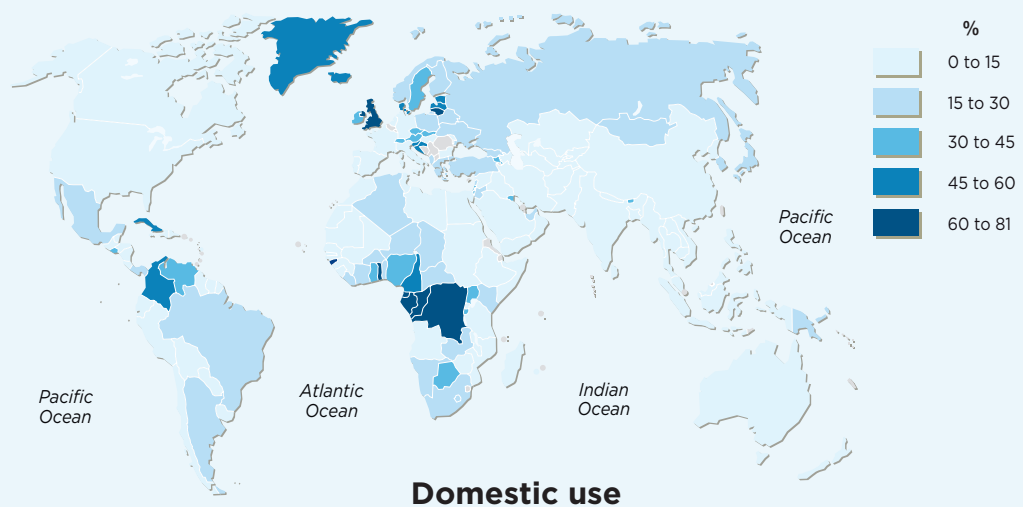 %
0 to 15
15 to 30
30 to 45
45 to 60
60 to 81
Pacific
Ocean
Pacific
Ocean
Atlantic
Ocean
Indian
Ocean
Domestic use